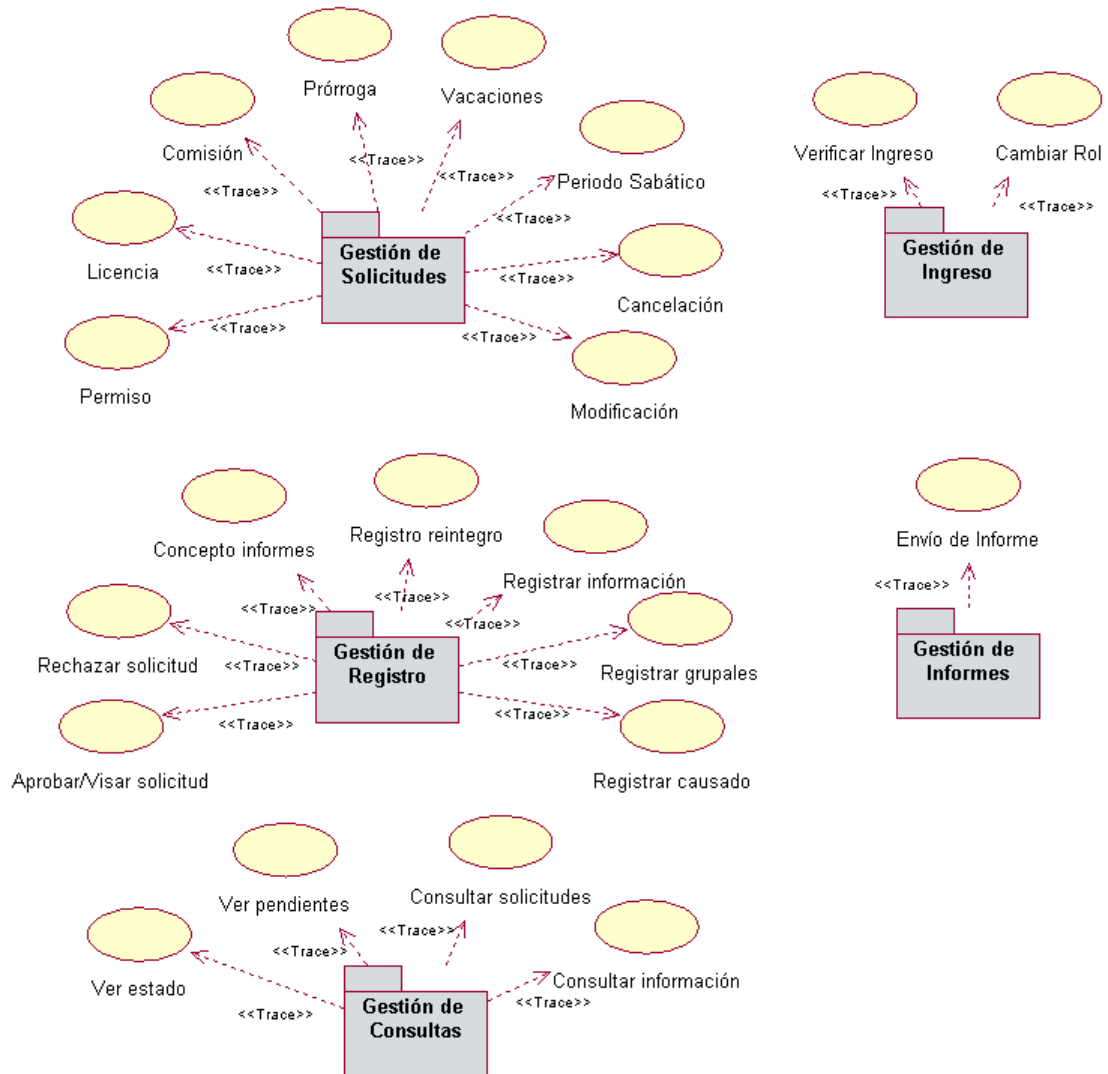 Prórroga
Vacaciones
Comisión
<<Trace>>
<<Trace>>
<<Trace>>
Periodo Sabático
<<Trace>>
Licencia
<<Trace>>
Gestión de
Solicitudes
<<Trace>>
Cancelación
<<Trace>>
Permiso
<<Trace>>
Modificación
Verificar Ingreso
Cambiar Rol
<<Trace>>
<<Trace>>
Gestión de
Ingreso
Concepto informes
Registro reintegro
Registrar información
<<Trace>>
<<Trace>>
<<Trace>>
Rechazar solicitud
<<Trace>>
Gestión de
Registro
<<Trace>>
Registrar grupales
Aprobar/Visar solicitud
<<Trace>>
<<Trace>>
Registrar causado
Envío de Informe
<<Trace>>
Gestión de
Informes
Ver pendientes
Consultar solicitudes
<<Trace>>
<<Trace>>
Ver estado
<<Trace>>
Gestión de
Consultas
Consultar información
<<Trace>>